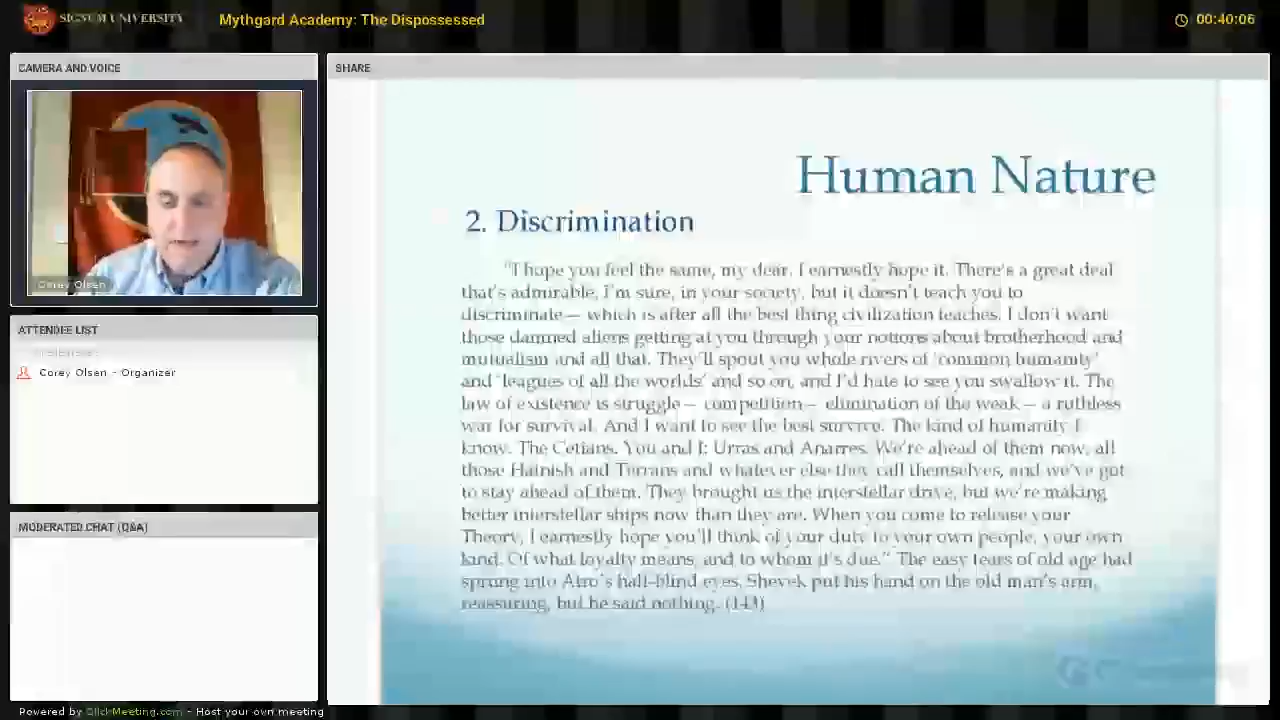 SIGNUM UNIVERSITY
Mythgard Academy: The Dispossessed
00:40:06
CAMERA AND VOICE
SHARE
Corey Olsen
ATTENDEE LIST
Corey Olsen - Organizer
MODERATED CHAT (Q&A)
Human Nature
2. Discrimination
"I hope you feel the same, my dear. I earnestly hope it. There's a great deal
that's admirable, I'm sure, in your society, but it doesn't teach you to
discriminate— which is after all the best thing civilization teaches. I don't want
those damned aliens getting at you through your notions about brotherhood and
mutualism and all that. They'll spout you whole rivers of 'common humanity'
and 'leagues of all the worlds' and so on, and I'd hate to see you swallow it. The
law of existence is struggle— competition— elimination of the weak— a ruthless
war for survival. And I want to see the best survive. The kind of humanity I
know. The Cetians. You and I: Urras and Anarres. We're ahead of them now, all
those Hainish and Terrans and whatever else they call themselves, and we've got
to stay ahead of them. They brought us the interstellar drive, but we're making
better interstellar ships now than they are. When you come to release your
Theory, I earnestly hope you'll think of your duty to your own people, your own
kind. Of what loyalty means, and to whom it's due." The easy tears of old age had
sprung into Atro's half-blind eyes. Shevek put his hand on the old man's arm,
reassuring, but he said nothing. (143)
Powered by ClickMeeting.com - Host your own meeting